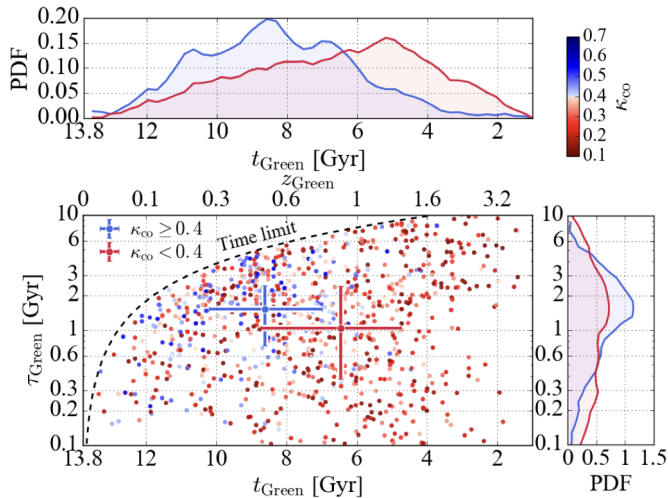 0.20
0.15
0.10
0.05
0.00
PDF
13.8 12 10 8 6 4 2
t_Green [Gyr]
0.7
0.6
0.5
0.4
0.3
0.2
0.1
κ_co
z_Green
0 0.1 0.3 0.5 1 1.6 3.2
10
6
3
2
1
0.6
0.3
0.2
0.1
τ_Green [Gyr]
κ_co ≥ 0.4
κ_co < 0.4
Time limit
13.8 12 10 8 6 4 2
t_Green [Gyr]
10
6
3
2
1
0.6
0.3
0.2
0.1
0 0.5 1 1.5
PDF